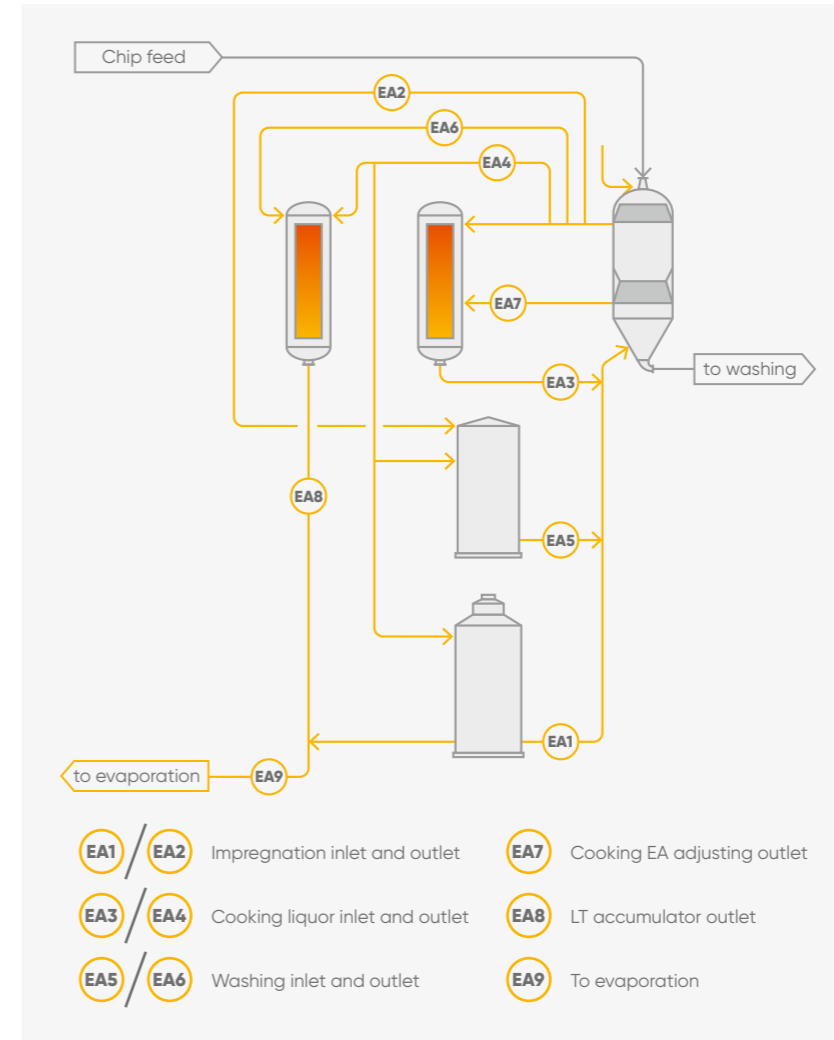 Chip feed
EA2
EA6
EA4
EA7
to washing
EA3
EA8
EA5
EA1
to evaporation
EA9
EA1 / EA2 Impregnation inlet and outlet
EA7 Cooking EA adjusting outlet
EA3 / EA4 Cooking liquor inlet and outlet
EA8 LT accumulator outlet
EA5 / EA6 Washing inlet and outlet
EA9 To evaporation